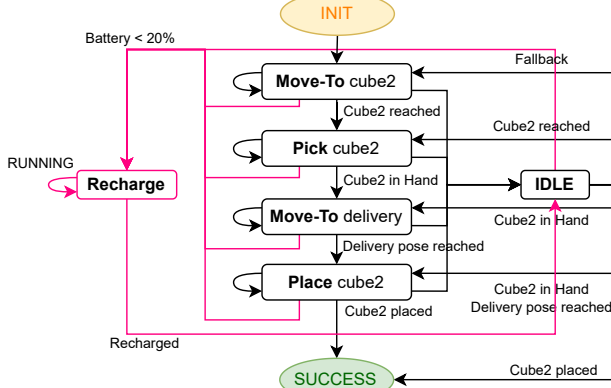 INIT
Battery < 20%
Fallback
Move-To cube2
Cube2 reached
Cube2 reached
Pick cube2
RUNNING
Cube2 in Hand
Recharge
IDLE
Move-To delivery
Cube2 in Hand
Delivery pose reached
Place cube2
Cube2 in Hand
Delivery pose reached
Cube2 placed
Recharged
SUCCESS
Cube2 placed